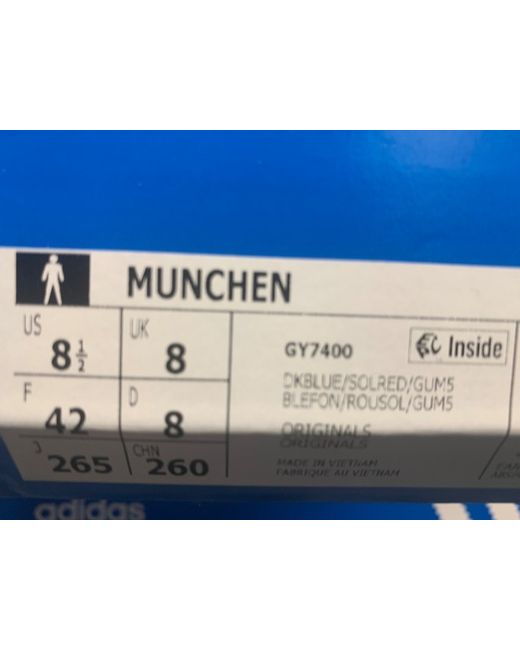 MUNCHEN
US 8 1/2 UK 8
F 42 D 8
J 265 CHN 260
GY7400
Inside
DKBLUE/SOLRED/GUM5
BLEFON/ROUSOL/GUM5
ORIGINALS
ORIGINALS
MADE IN VIETNAM
FABRIQUE AU VIETNAM
adidas